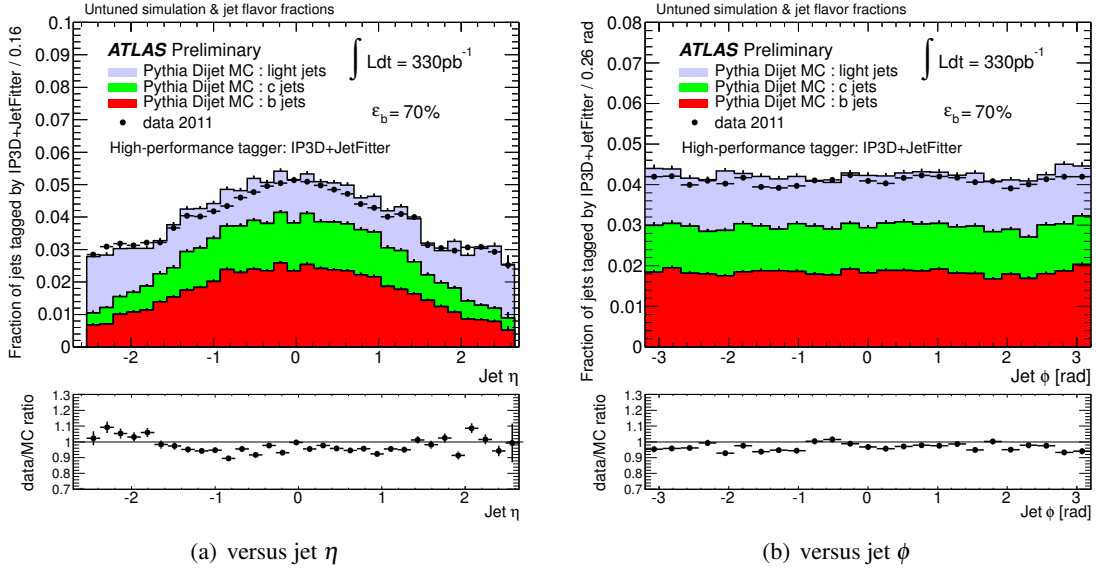 Untuned simulation & jet flavor fractions
ATLAS Preliminary
∫ Ldt = 330pb⁻¹
Pythia Dijet MC : light jets
Pythia Dijet MC : c jets
Pythia Dijet MC : b jets
εb = 70%
data 2011
High-performance tagger: IP3D+JetFitter
Fraction of jets tagged by IP3D+JetFitter / 0.16
0.1
0.09
0.08
0.07
0.06
0.05
0.04
0.03
0.02
0.01
0
-2 -1 0 1 2
Jet η
data/MC ratio
1.3
1.2
1.1
1
0.9
0.8
0.7
-2 -1 0 1 2
Jet η
(a) versus jet η
Untuned simulation & jet flavor fractions
ATLAS Preliminary
∫ Ldt = 330pb⁻¹
Pythia Dijet MC : light jets
Pythia Dijet MC : c jets
Pythia Dijet MC : b jets
εb = 70%
data 2011
High-performance tagger: IP3D+JetFitter
Fraction of jets tagged by IP3D+JetFitter / 0.26 rad
0.08
0.07
0.06
0.05
0.04
0.03
0.02
0.01
0
-3 -2 -1 0 1 2 3
Jet ϕ [rad]
data/MC ratio
1.3
1.2
1.1
1
0.9
0.8
0.7
-3 -2 -1 0 1 2 3
Jet ϕ [rad]
(b) versus jet ϕ